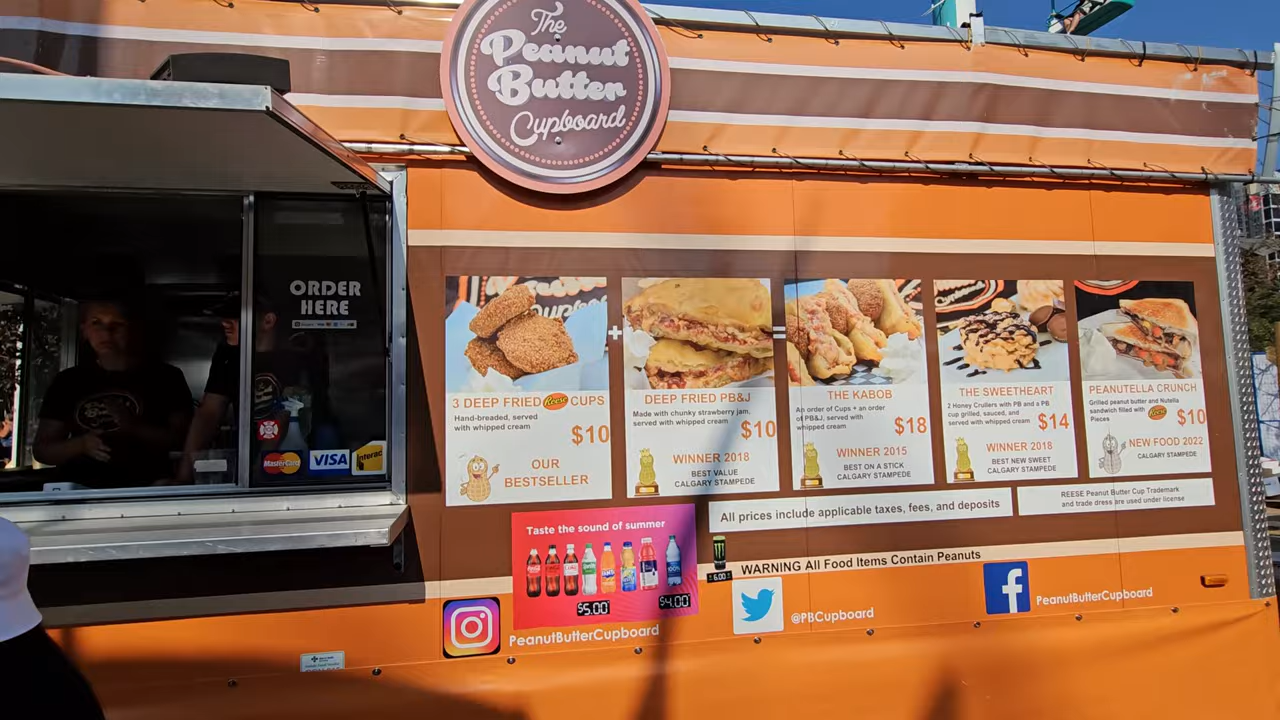 The
Peanut
Butter
Cupboard
ORDER
HERE
MasterCard
VISA
Interac
3 DEEP FRIED Reese CUPS
Hand-breaded, served
with whipped cream
$10
OUR
BESTSELLER
+
DEEP FRIED PB&J
Made with chunky strawberry jam,
served with whipped cream
$10
WINNER 2018
BEST VALUE
CALGARY STAMPEDE
=
THE KABOB
An order of Cups + an order
of PB&J, served with
whipped cream
$18
WINNER 2015
BEST ON A STICK
CALGARY STAMPEDE
THE SWEETHEART
2 Honey Crullers with PB and a PB
cup grilled, sauced, and
served with whipped cream
$14
WINNER 2018
BEST NEW SWEET
CALGARY STAMPEDE
PEANUTELLA CRUNCH
Grilled peanut butter and Nutella
sandwich filled with Reese
Pieces
$10
NEW FOOD 2022
CALGARY STAMPEDE
All prices include applicable taxes, fees, and deposits
REESE Peanut Butter Cup Trademark
and trade dress are used under license
Taste the sound of summer
$5.00
$4.00
6.00
WARNING All Food Items Contain Peanuts
PeanutButterCupboard
@PBCupboard
PeanutButterCupboard